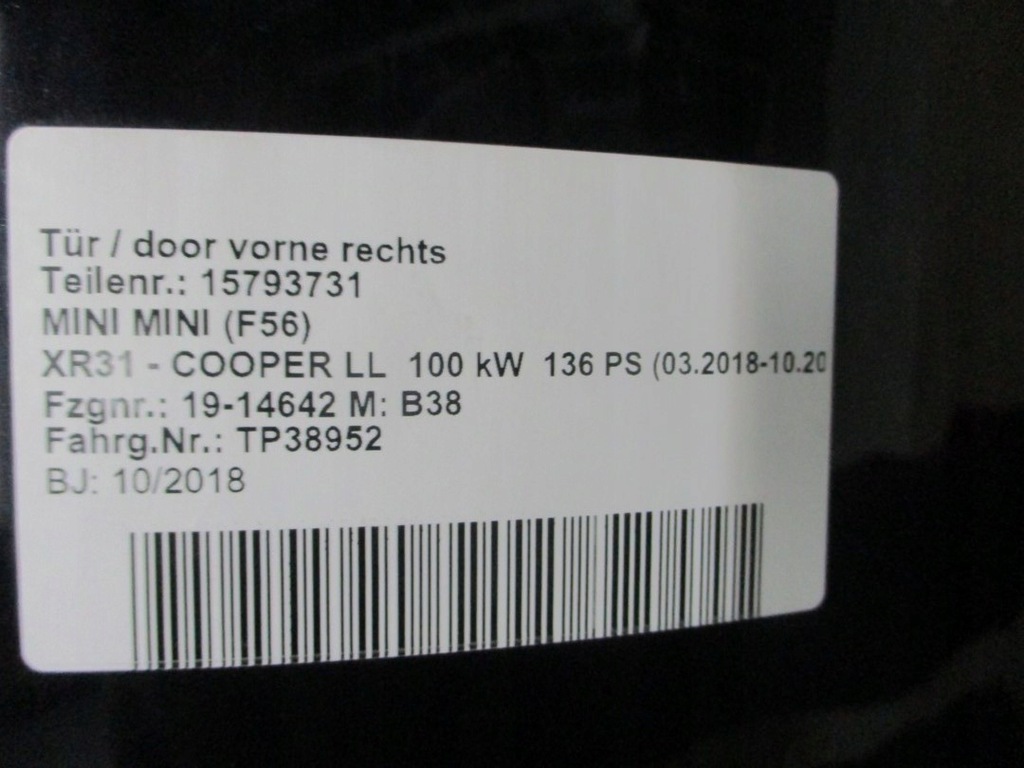 Tür / door vorne rechts
Teilenr.: 15793731
MINI MINI (F56)
XR31 - COOPER LL 100 kW 136 PS (03.2018-10.20
Fzgnr.: 19-14642 M: B38
Fahrg.Nr.: TP38952
BJ: 10/2018